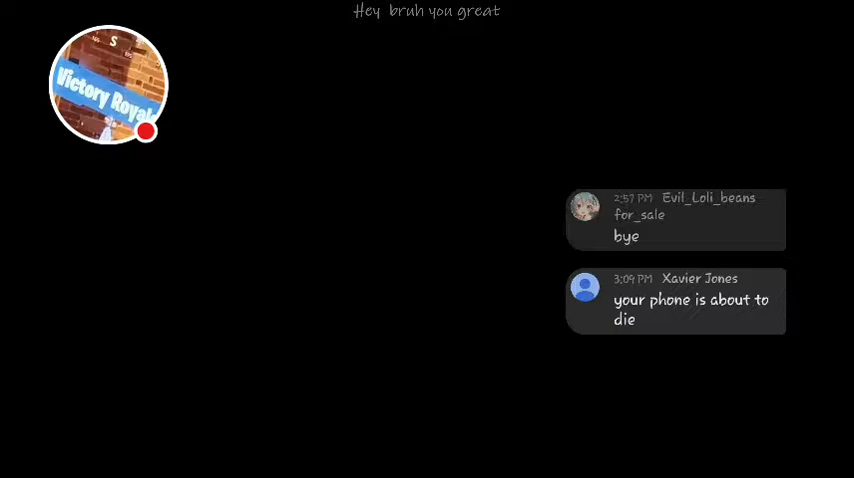 Hey bruh you great
S
Victory Royale
2:57 PM Evil_Loli_beans
for_sale
bye
3:09 PM Xavier Jones
your phone is about to
die